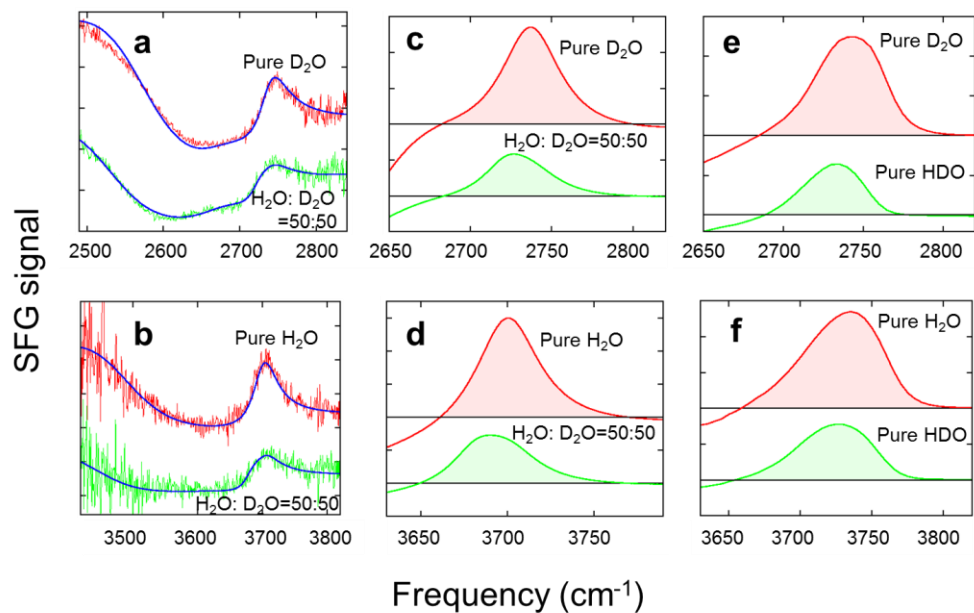 SFG signal
a
Pure D₂O
H₂O: D₂O
=50:50
2500 2600 2700 2800
c
Pure D₂O
H₂O: D₂O=50:50
2650 2700 2750 2800
e
Pure D₂O
Pure HDO
2650 2700 2750 2800
b
Pure H₂O
H₂O: D₂O=50:50
3500 3600 3700 3800
d
Pure H₂O
H₂O: D₂O=50:50
3650 3700 3750
f
Pure H₂O
Pure HDO
3650 3700 3750 3800
Frequency (cm⁻¹)